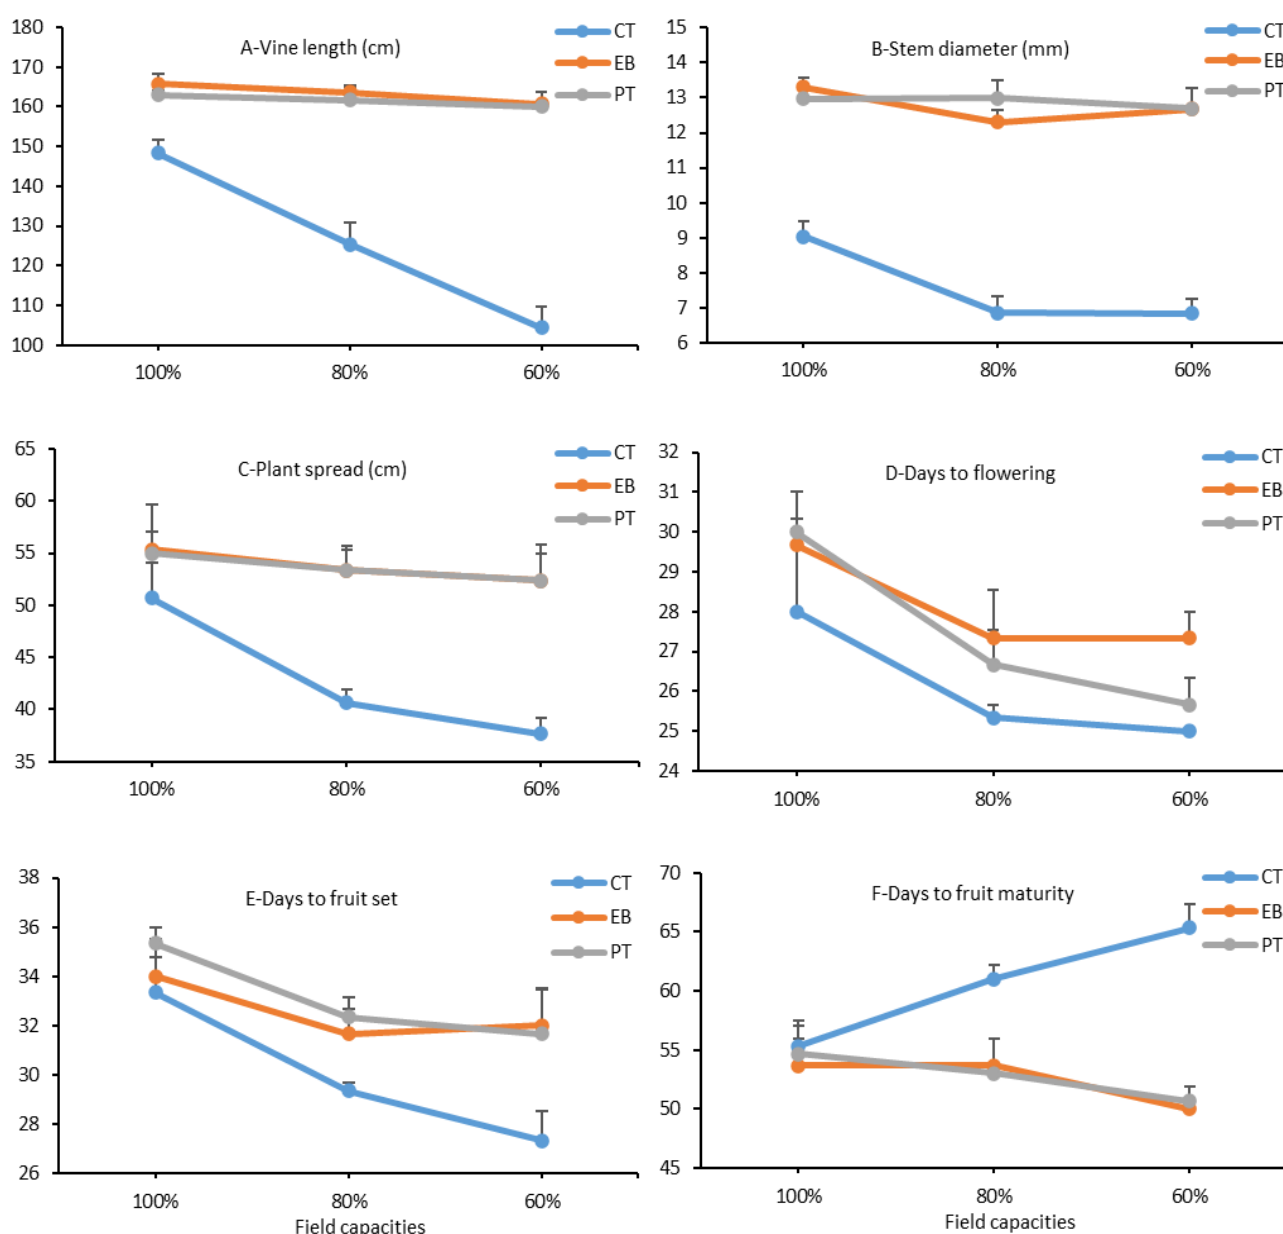 A-Vine length (cm)
CT
EB
PT
180
170
160
150
140
130
120
110
100
100%
80%
60%
B-Stem diameter (mm)
CT
EB
PT
15
14
13
12
11
10
9
8
7
6
100%
80%
60%
C-Plant spread (cm)
CT
EB
PT
65
60
55
50
45
40
35
100%
80%
60%
D-Days to flowering
CT
EB
PT
32
31
30
29
28
27
26
25
24
100%
80%
60%
E-Days to fruit set
CT
EB
PT
38
36
34
32
30
28
26
100%
80%
60%
Field capacities
F-Days to fruit maturity
CT
EB
PT
70
65
60
55
50
45
100%
80%
60%
Field capacities